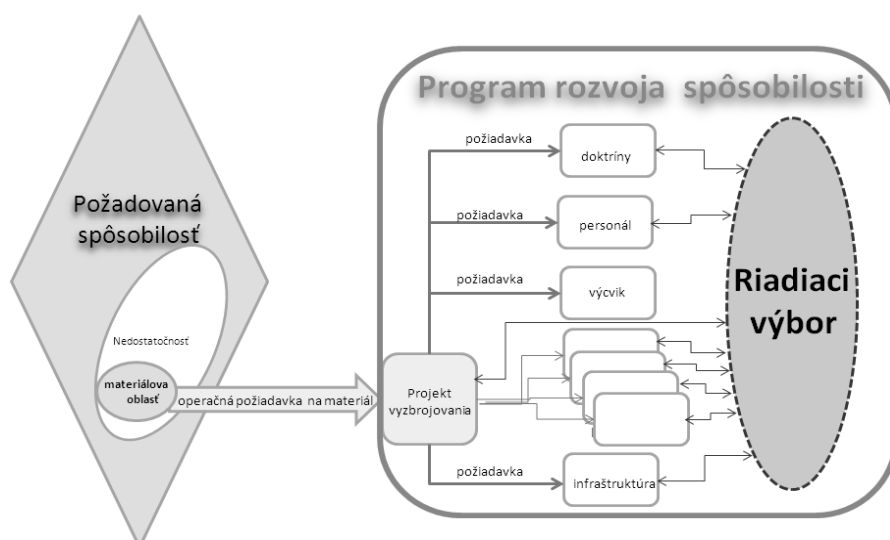 Program rozvoja spôsobilosti
požiadavka
doktríny
Požadovaná
spôsobilosť
požiadavka
personál
požiadavka
výcvik
Riadiaci
výbor
Nedostatočnosť
materiálova
oblasť
operačná požiadavka na materiál
Projekt
vyzbrojovania
požiadavka
infraštruktúra